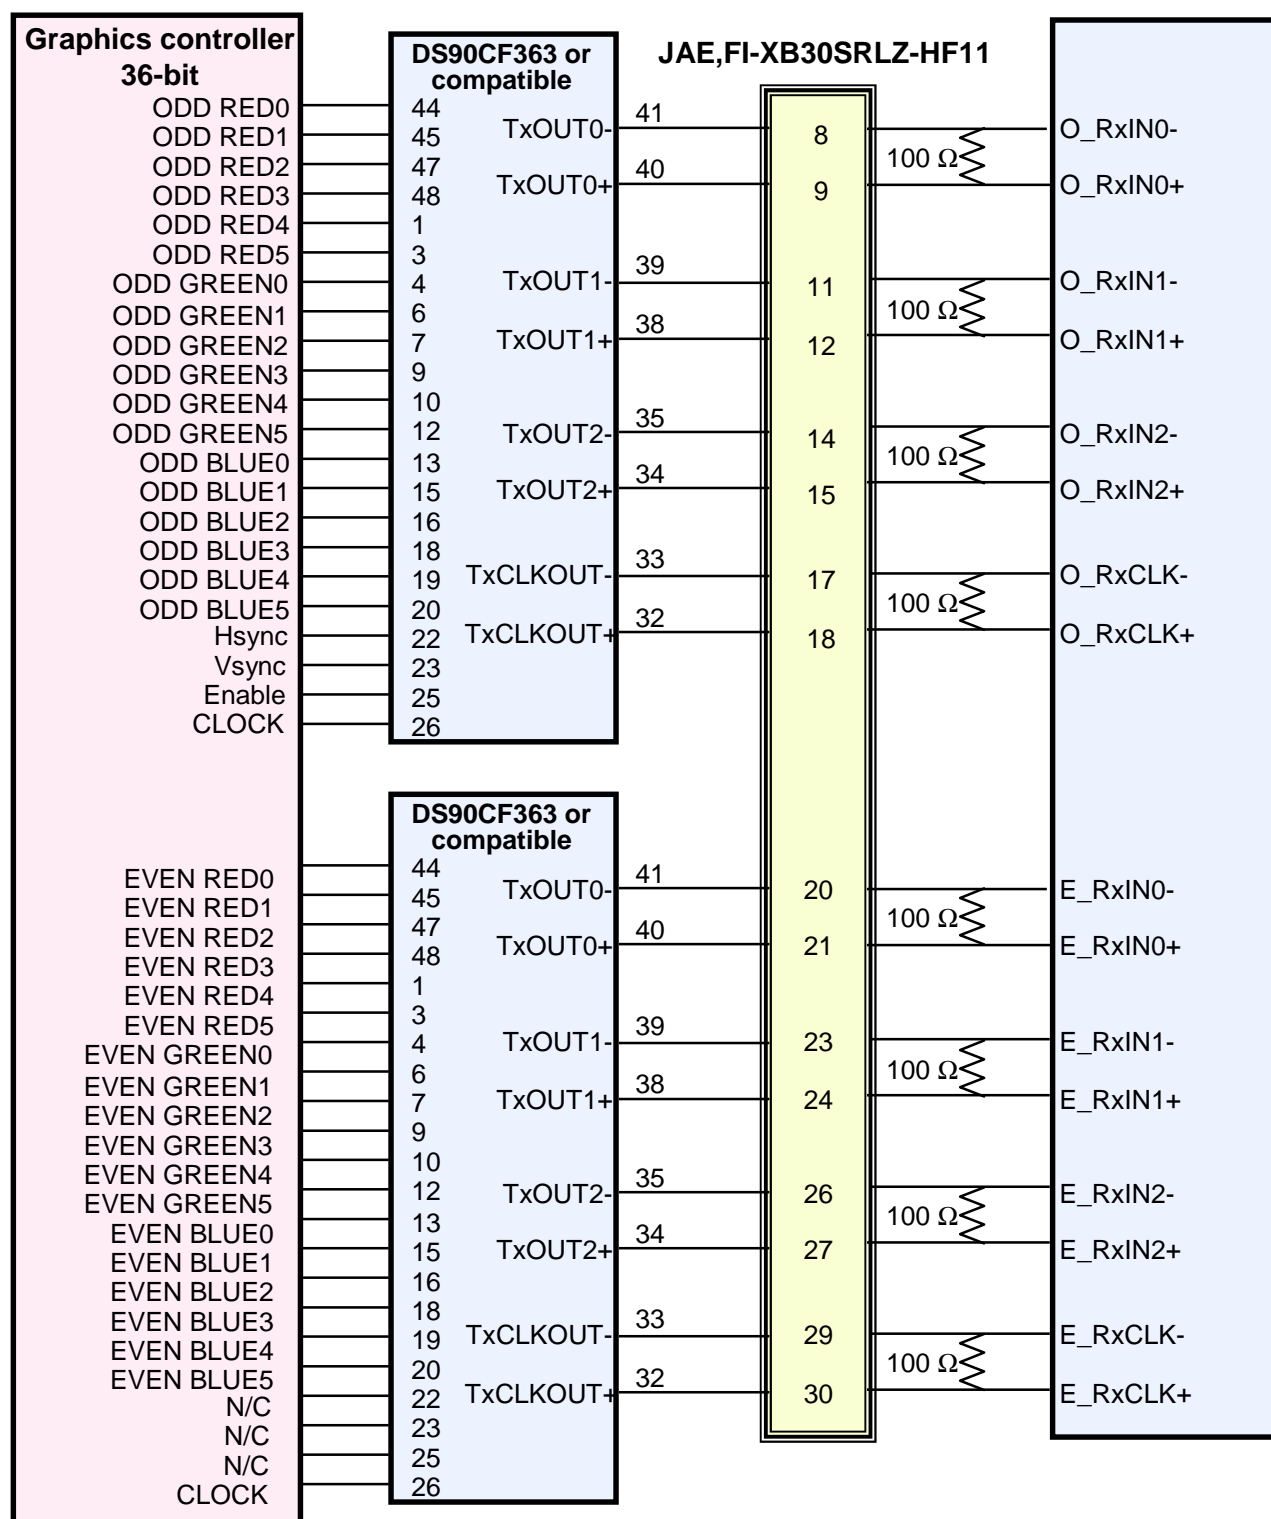 Graphics controller
36-bit
DS90CF363 or
compatible
JAE,FI-XB30SRLZ-HF11
ODD RED0 44
ODD RED1 45
ODD RED2 47
ODD RED3 48
ODD RED4 1
ODD RED5 3
ODD GREEN0 4
ODD GREEN1 6
ODD GREEN2 7
ODD GREEN3 9
ODD GREEN4 10
ODD GREEN5 12
ODD BLUE0 13
ODD BLUE1 15
ODD BLUE2 16
ODD BLUE3 18
ODD BLUE4 19
ODD BLUE5 20
Hsync 22
Vsync 23
Enable 25
CLOCK 26
TxOUT0- 41 8 O_RxIN0-
100 Ω
TxOUT0+ 40 9 O_RxIN0+
TxOUT1- 39 11 O_RxIN1-
100 Ω
TxOUT1+ 38 12 O_RxIN1+
TxOUT2- 35 14 O_RxIN2-
100 Ω
TxOUT2+ 34 15 O_RxIN2+
TxCLKOUT- 33 17 O_RxCLK-
100 Ω
TxCLKOUT+ 32 18 O_RxCLK+
DS90CF363 or
compatible
EVEN RED0 44
EVEN RED1 45
EVEN RED2 47
EVEN RED3 48
EVEN RED4 1
EVEN RED5 3
EVEN GREEN0 4
EVEN GREEN1 6
EVEN GREEN2 7
EVEN GREEN3 9
EVEN GREEN4 10
EVEN GREEN5 12
EVEN BLUE0 13
EVEN BLUE1 15
EVEN BLUE2 16
EVEN BLUE3 18
EVEN BLUE4 19
EVEN BLUE5 20
N/C 22
N/C 23
N/C 25
CLOCK 26
TxOUT0- 41 20 E_RxIN0-
100 Ω
TxOUT0+ 40 21 E_RxIN0+
TxOUT1- 39 23 E_RxIN1-
100 Ω
TxOUT1+ 38 24 E_RxIN1+
TxOUT2- 35 26 E_RxIN2-
100 Ω
TxOUT2+ 34 27 E_RxIN2+
TxCLKOUT- 33 29 E_RxCLK-
100 Ω
TxCLKOUT+ 32 30 E_RxCLK+